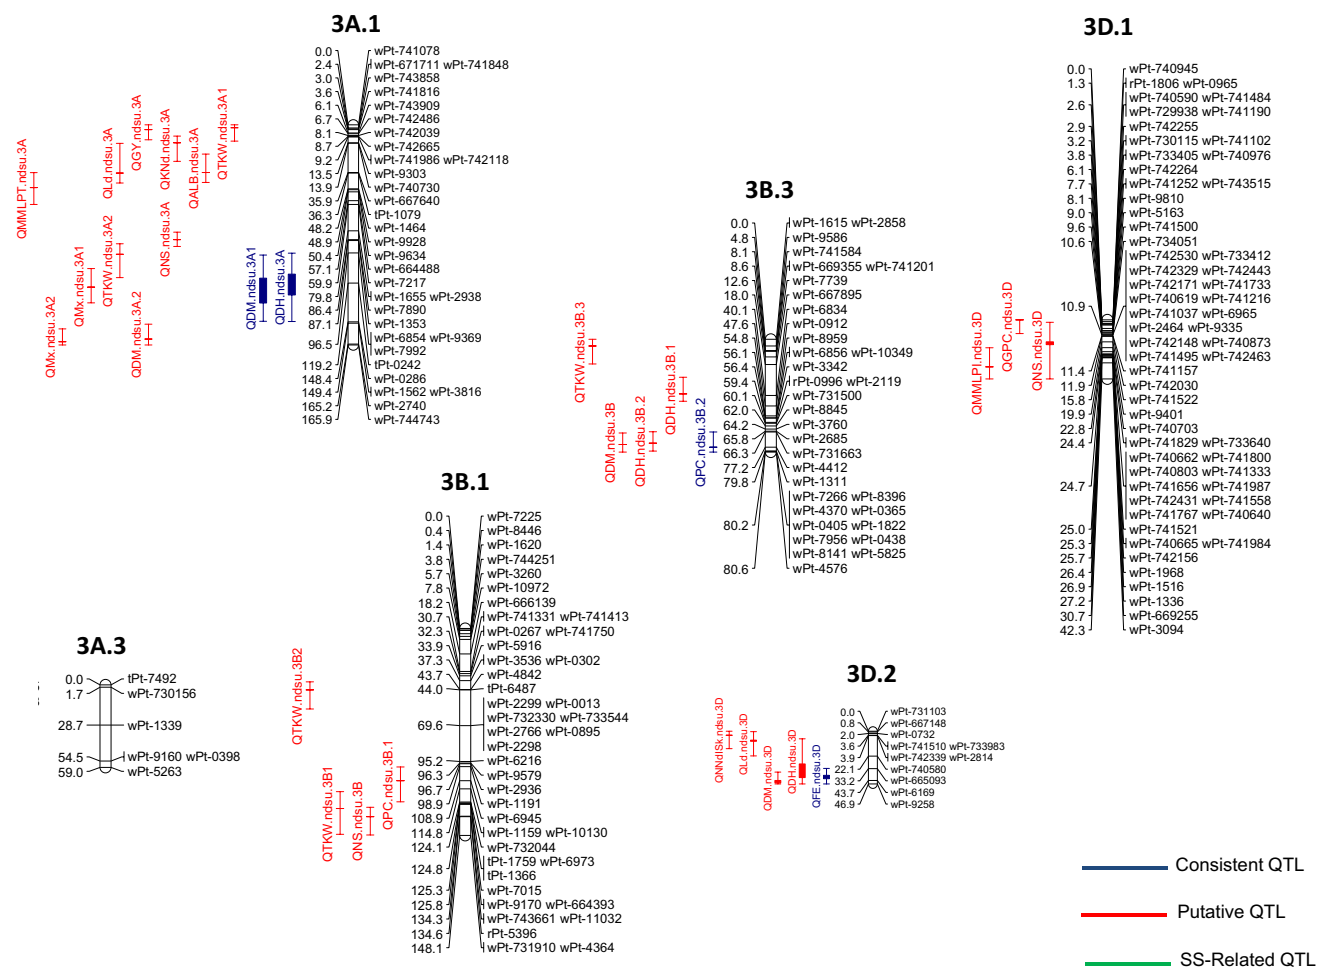 3A.1
0.0 wPt-741078
2.4 wPt-671711 wPt-741848
3.0 wPt-743858
3.6 wPt-741816
6.1 wPt-743909
6.7 wPt-742486
8.1 wPt-742039
8.7 wPt-742665
9.2 wPt-741986 wPt-742118
13.5 wPt-9303
13.9 wPt-740730
35.9 wPt-667640
36.3 tPt-1079
48.2 wPt-1464
48.9 wPt-9928
50.4 wPt-9634
57.1 wPt-664488
59.9 wPt-7217
79.8 wPt-1655 wPt-2938
86.4 wPt-7890
87.1 wPt-1353
96.5 wPt-6854 wPt-9369
wPt-7992
119.2 tPt-0242
148.4 wPt-0286
149.4 wPt-1562 wPt-3816
165.2 wPt-2740
165.9 wPt-744743
QMMLPT.ndsu.3A
QLd.ndsu.3A
QGY.ndsu.3A
QKNd.ndsu.3A
QALB.ndsu.3A
QTKW.ndsu.3A1
QMx.ndsu.3A2
QMx.ndsu.3A1
QTKW.ndsu.3A2
QDM.ndsu.3A.2
QNS.ndsu.3A
QDM.ndsu.3A1
QDH.ndsu.3A
3B.3
0.0 wPt-1615 wPt-2858
4.8 wPt-9586
8.1 wPt-741584
8.6 wPt-669355 wPt-741201
12.6 wPt-7739
18.0 wPt-667895
40.1 wPt-6834
47.6 wPt-0912
54.8 wPt-8959
56.1 wPt-6856 wPt-10349
56.4 wPt-3342
59.4 rPt-0996 wPt-2119
60.1 wPt-731500
62.0 wPt-8845
64.2 wPt-3760
65.8 wPt-2685
66.3 wPt-731663
77.2 wPt-4412
79.8 wPt-1311
wPt-7266 wPt-8396
wPt-4370 wPt-0365
80.2 wPt-0405 wPt-1822
wPt-7956 wPt-0438
wPt-8141 wPt-5825
80.6 wPt-4576
QTKW.ndsu.3B.3
QDM.ndsu.3B
QDH.ndsu.3B.2
QDH.ndsu.3B.1
QPC.ndsu.3B.2
3D.1
0.0 wPt-740945
1.3 rPt-1806 wPt-0965
wPt-740590 wPt-741484
2.6 wPt-729938 wPt-741190
2.9 wPt-742255
3.2 wPt-730115 wPt-741102
3.8 wPt-733405 wPt-740976
6.1 wPt-742264
7.7 wPt-741252 wPt-743515
8.1 wPt-9810
9.0 wPt-5163
9.6 wPt-741500
10.6 wPt-734051
wPt-742530 wPt-733412
wPt-742329 wPt-742443
wPt-742171 wPt-741733
wPt-740619 wPt-741216
10.9 wPt-741037 wPt-6965
wPt-2464 wPt-9335
wPt-742148 wPt-740873
wPt-741495 wPt-742463
11.4 wPt-741157
11.9 wPt-742030
15.8 wPt-741522
19.9 wPt-9401
22.8 wPt-740703
24.4 wPt-741829 wPt-733640
wPt-740662 wPt-741800
wPt-740803 wPt-741333
24.7 wPt-741656 wPt-741987
wPt-742431 wPt-741558
wPt-741767 wPt-740640
25.0 wPt-741521
25.3 wPt-740665 wPt-741984
25.7 wPt-742156
26.4 wPt-1968
26.9 wPt-1516
27.2 wPt-1336
30.7 wPt-669255
42.3 wPt-3094
QMMLPI.ndsu.3D
QGPC.ndsu.3D
QNS.ndsu.3D
3A.3
0.0 tPt-7492
1.7 wPt-730156
28.7 wPt-1339
54.5 wPt-9160 wPt-0398
59.0 wPt-5263
3B.1
0.0 wPt-7225
0.4 wPt-8446
1.4 wPt-1620
3.8 wPt-744251
5.7 wPt-3260
7.8 wPt-10972
18.2 wPt-666139
30.7 wPt-741331 wPt-741413
32.3 wPt-0267 wPt-741750
33.9 wPt-5916
37.3 wPt-3536 wPt-0302
43.7 wPt-4842
44.0 tPt-6487
wPt-2299 wPt-0013
wPt-732330 wPt-733544
69.6 wPt-2766 wPt-0895
wPt-2298
95.2 wPt-6216
96.3 wPt-9579
96.7 wPt-2936
98.9 wPt-1191
108.9 wPt-6945
114.8 wPt-1159 wPt-10130
124.1 wPt-732044
124.8 tPt-1759 wPt-6973
tPt-1366
125.3 wPt-7015
125.8 wPt-9170 wPt-664393
134.3 wPt-743661 wPt-11032
134.6 rPt-5396
148.1 wPt-731910 wPt-4364
QTKW.ndsu.3B2
QTKW.ndsu.3B1
QNS.ndsu.3B
QPC.ndsu.3B.1
3D.2
0.0 wPt-731103
0.8 wPt-667148
2.0 wPt-0732
3.6 wPt-741510 wPt-733983
3.9 wPt-742339 wPt-2814
22.1 wPt-740580
33.2 wPt-665093
43.7 wPt-6169
46.9 wPt-9258
QNNdISk.ndsu.3D
QLd.ndsu.3D
QDM.ndsu.3D
QDH.ndsu.3D
QFE.ndsu.3D
Consistent QTL
Putative QTL
SS-Related QTL